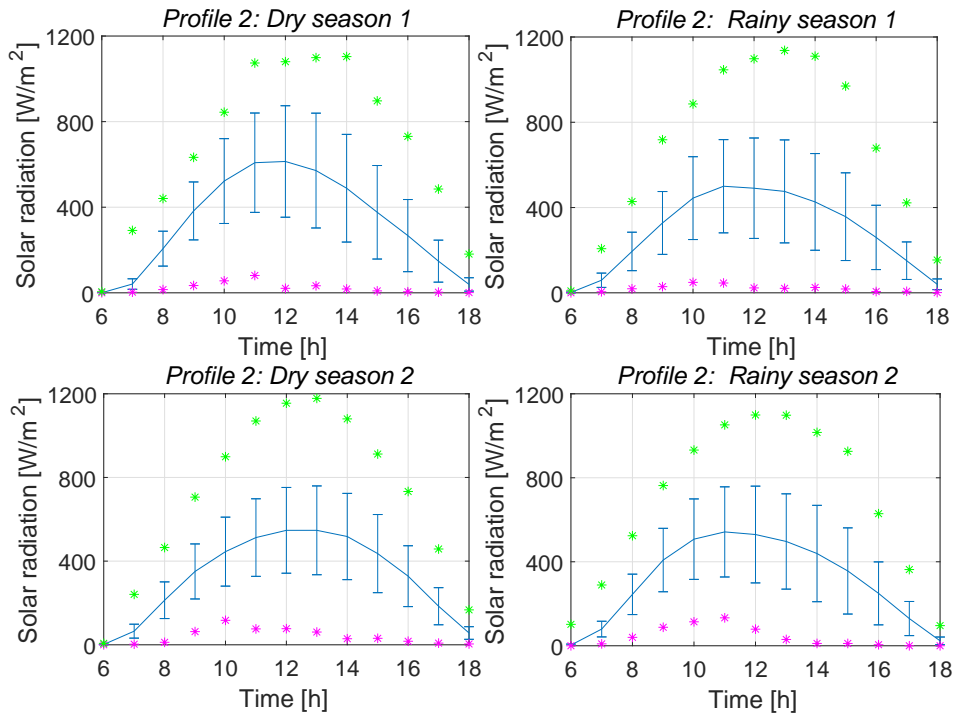 Profile 2: Dry season 1
Solar radiation [W/m²]
1200
800
400
0
6 8 10 12 14 16 18
Time [h]
Profile 2: Rainy season 1
Solar radiation [W/m²]
1200
800
400
0
6 8 10 12 14 16 18
Time [h]
Profile 2: Dry season 2
Solar radiation [W/m²]
1200
800
400
0
6 8 10 12 14 16 18
Time [h]
Profile 2: Rainy season 2
Solar radiation [W/m²]
1200
800
400
0
6 8 10 12 14 16 18
Time [h]